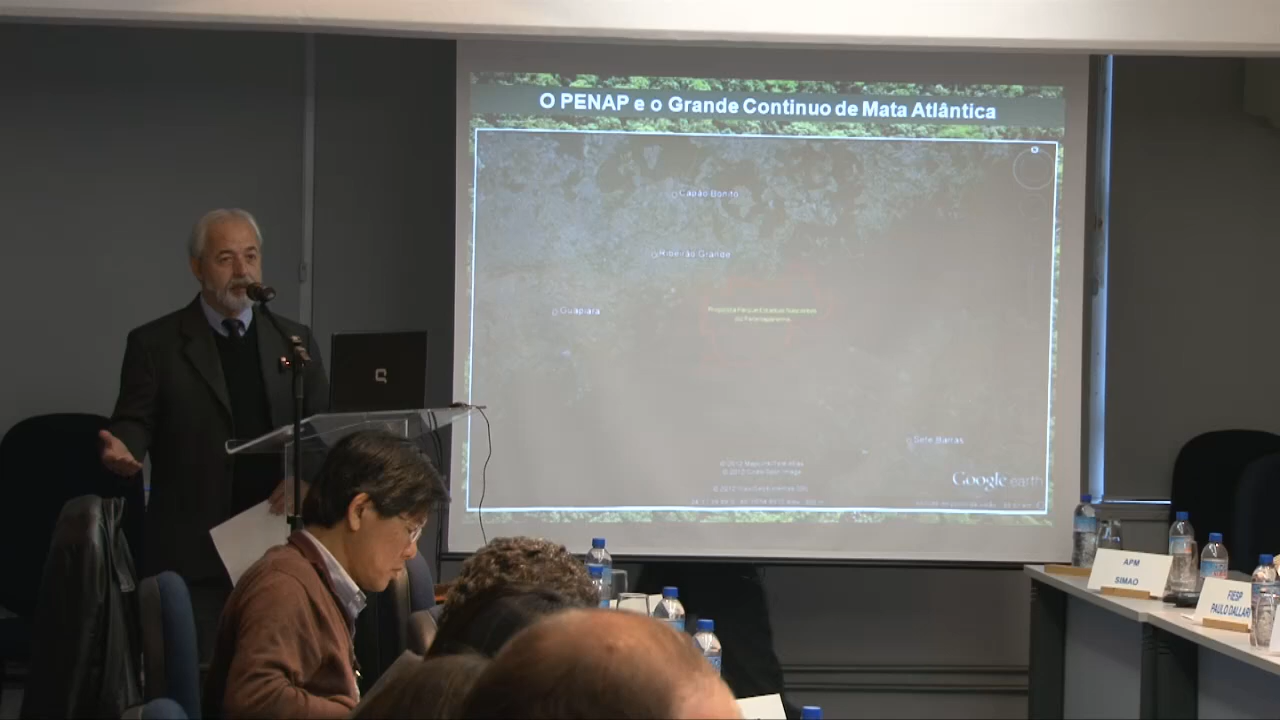 O PENAP e o Grande Continuo de Mata Atlântica
Capão Bonito
Ribeirão Grande
Guapiara
Sete Barras
Google earth
APM
SIMAO
FIESP
PAULO DALLARI